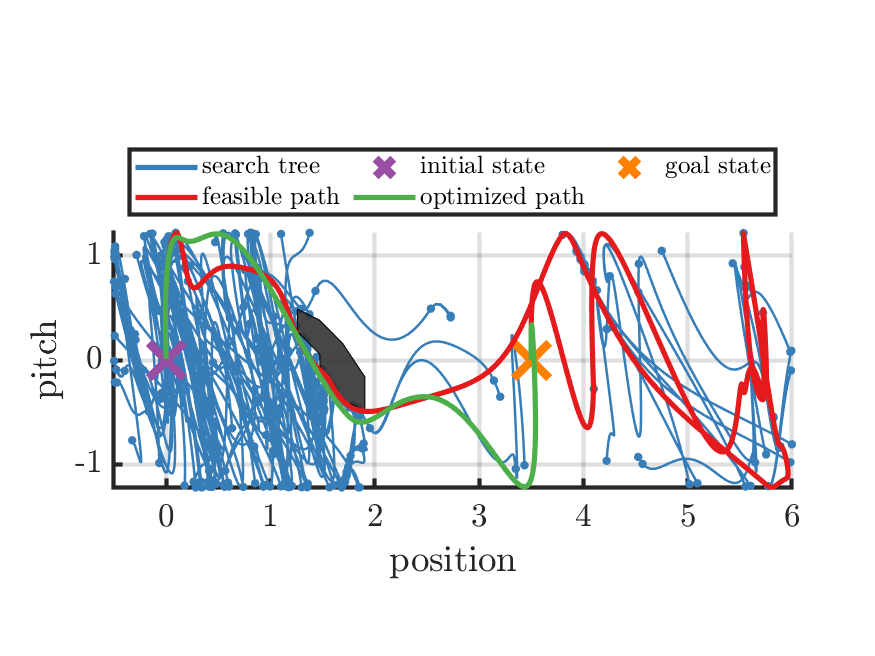 search tree initial state goal state
feasible path optimized path
1
0
-1
pitch
0 1 2 3 4 5 6
position